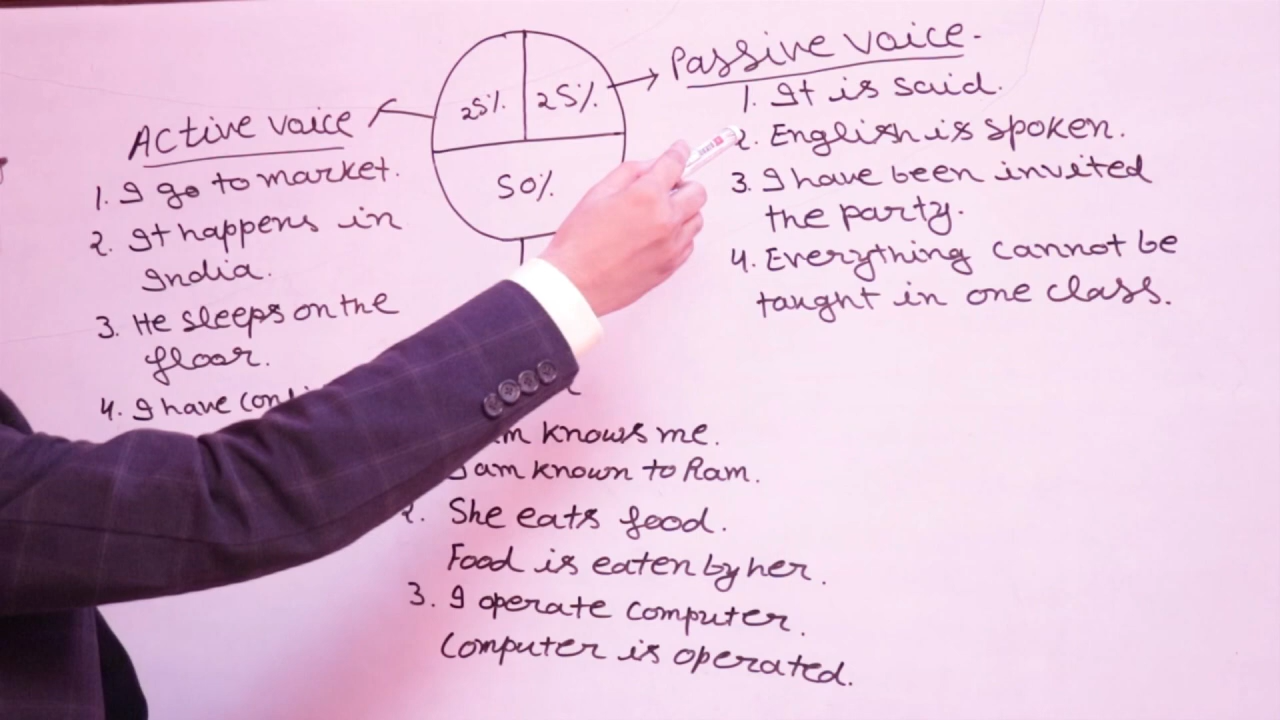 25% 25%
50%
Active voice
1. I go to market.
2. It happens in
India.
3. He sleeps on the
floor.
4. I have
Passive voice.
1. It is said.
2. English is spoken.
3. I have been invited
the party.
4. Everything cannot be
taught in one class.
knows me.
I am known to Ram.
2. She eats food.
Food is eaten by her.
3. I operate computer.
Computer is operated.